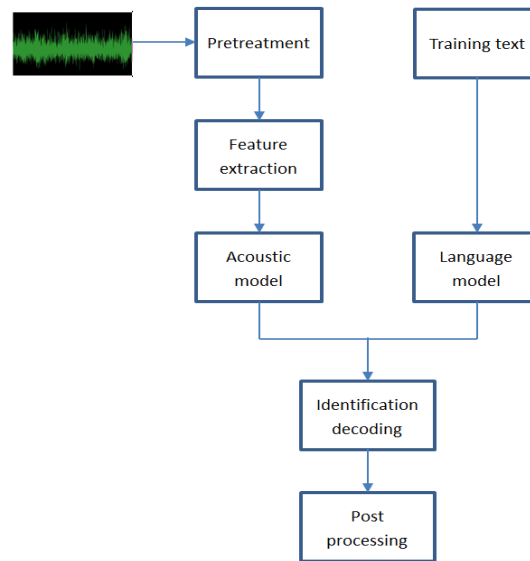 Pretreatment
Training text
Feature
extraction
Acoustic
model
Language
model
Identification
decoding
Post
processing